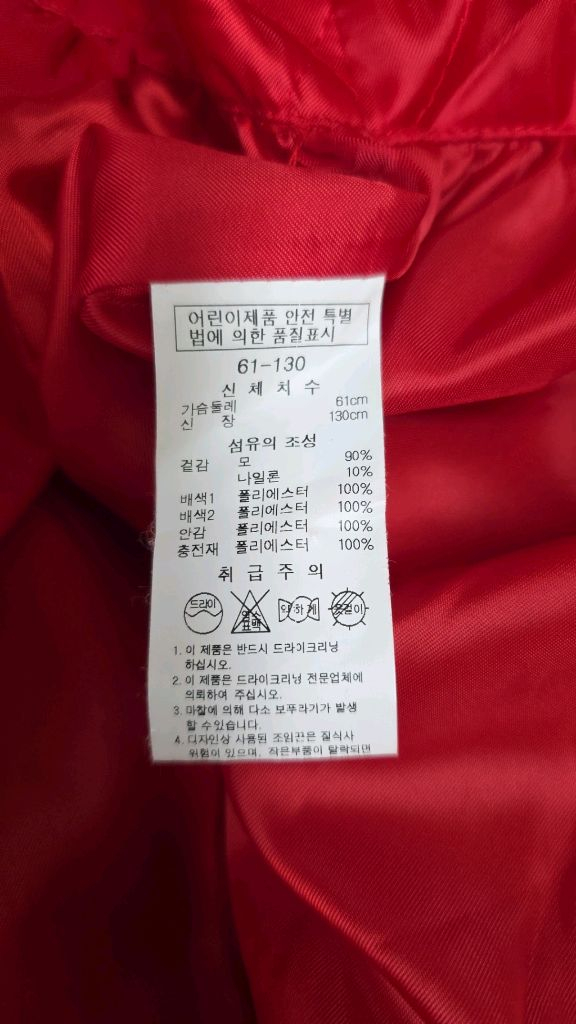 어린이제품 안전 특별
법에 의한 품질표시
61-130
신 체 치 수
가슴둘레 61cm
신 장 130cm
섬유의 조성
겉감 모 90%
나일론 10%
배색1 폴리에스터 100%
배색2 폴리에스터 100%
안감 폴리에스터 100%
충전재 폴리에스터 100%
취 급 주 의
드라이 염소 표백 약하게 옷걸이
1. 이 제품은 반드시 드라이크리닝
하십시오.
2. 이 제품은 드라이크리닝 전문업체에
의뢰하여 주십시오.
3. 마찰에 의해 다소 보푸라기가 발생
할 수있습니다.
4. 디자인상 사용된 조임끈은 질식사
위험이 있으며, 작은부품이 탈락되면